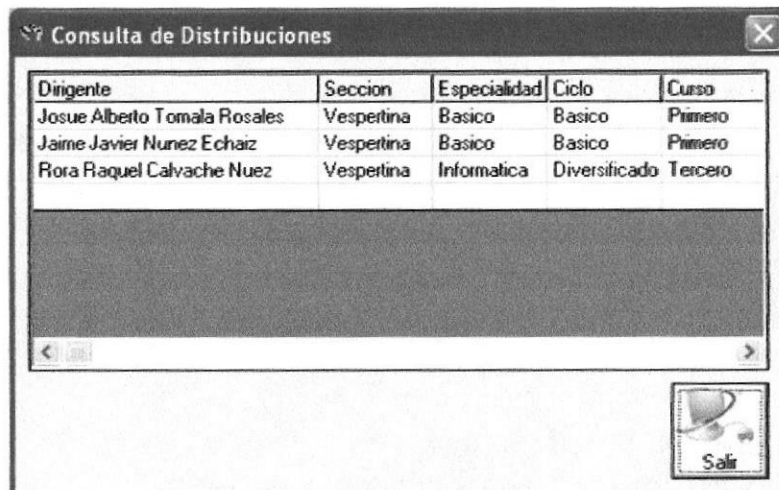 Consulta de Distribuciones
Dirigente Seccion Especialidad Ciclo Curso
Josue Alberto Tomala Rosales Vespertina Basico Basico Primero
Jaime Javier Nunez Echaiz Vespertina Basico Basico Primero
Rora Raquel Calvache Nuez Vespertina Informatica Diversificado Tercero
Salir